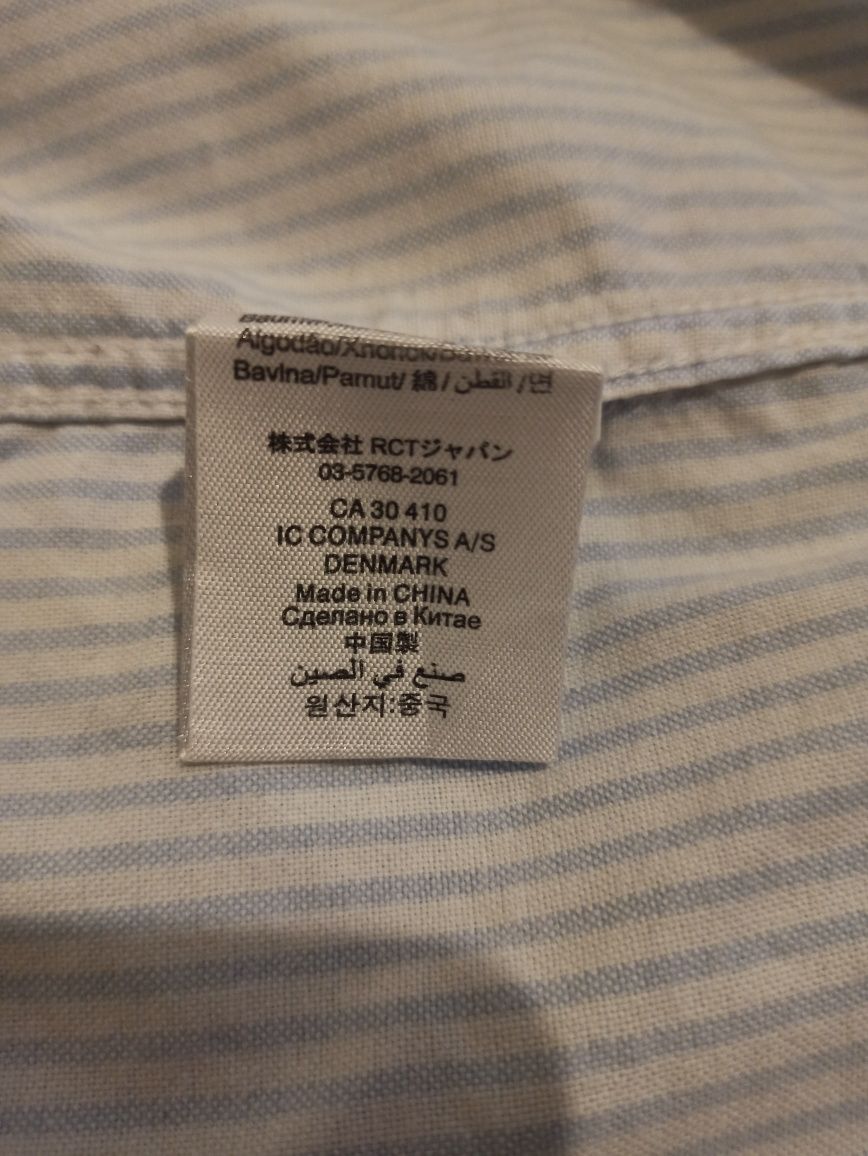 Algodão/Хлопок/Bawełna
Bavlna/Pamut/ 綿 / القطن /면
株式会社 RCTジャパン
03-5768-2061
CA 30 410
IC COMPANYS A/S
DENMARK
Made in CHINA
Сделано в Китае
中国製
صنع في الصين
원산지:중국